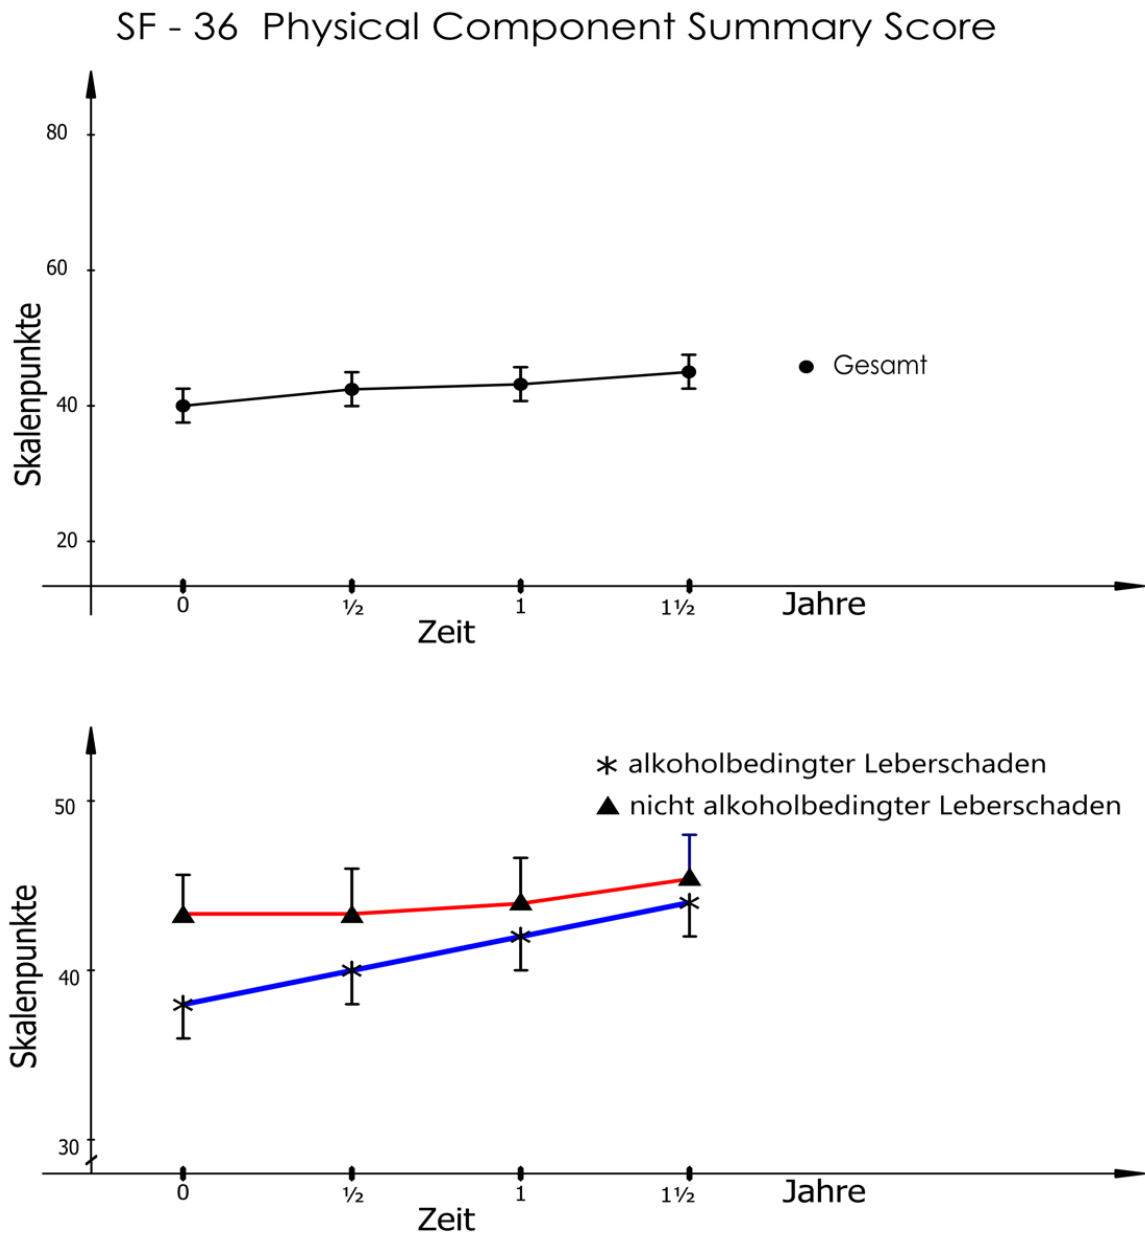 SF - 36 Physical Component Summary Score
80
60
40
20
Skalenpunkte
Gesamt
0 ½ 1 1½ Jahre
Zeit
alkoholbedingter Leberschaden
nicht alkoholbedingter Leberschaden
50
40
30
Skalenpunkte
0 ½ 1 1½ Jahre
Zeit